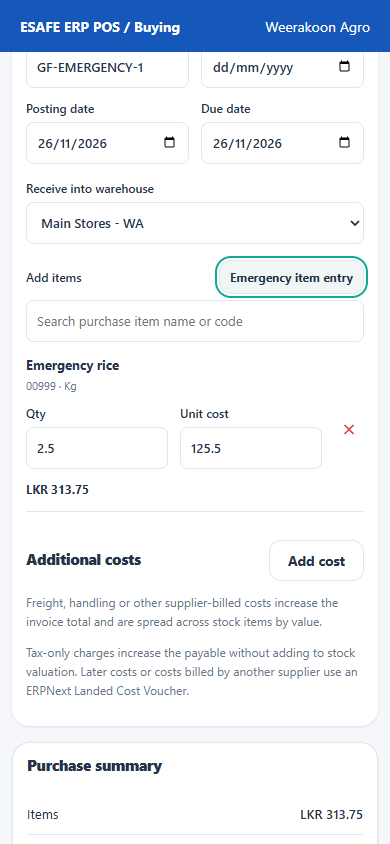 ESAFE ERP POS / Buying
Weerakoon Agro
GF-EMERGENCY-1
dd/mm/yyyy
Posting date
Due date
26/11/2026
26/11/2026
Receive into warehouse
Main Stores - WA
Add items
Emergency item entry
Search purchase item name or code
Emergency rice
00999 · Kg
Qty
Unit cost
2.5
125.5
LKR 313.75
Additional costs
Add cost
Freight, handling or other supplier-billed costs increase the
invoice total and are spread across stock items by value.
Tax-only charges increase the payable without adding to stock
valuation. Later costs or costs billed by another supplier use an
ERPNext Landed Cost Voucher.
Purchase summary
Items
LKR 313.75